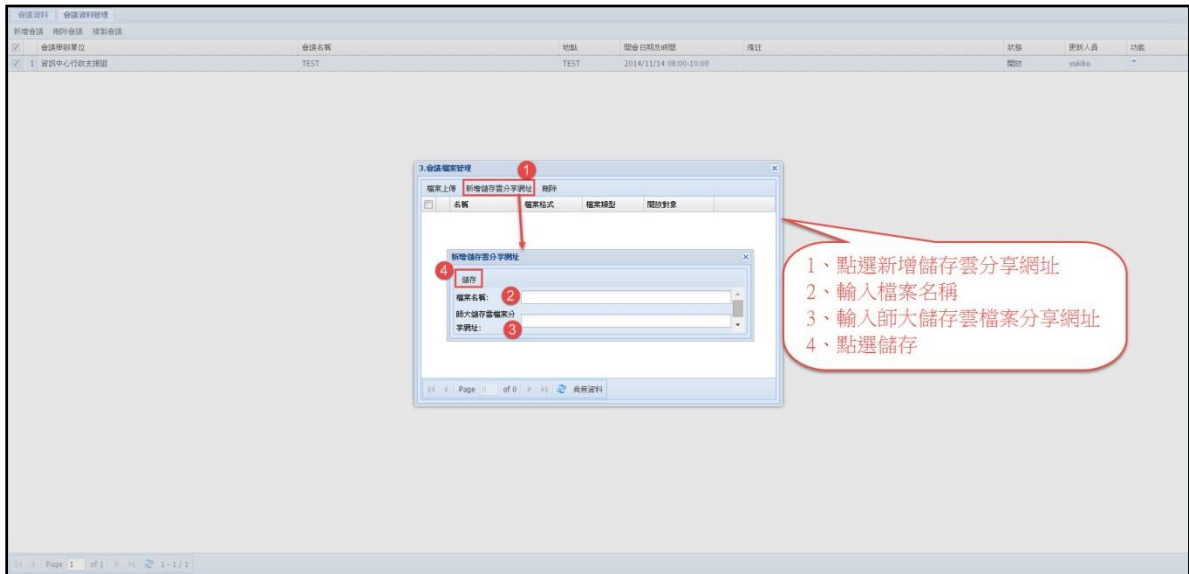 會議資料 會議資料管理
新增會議 刪除會議 複製會議
會議舉辦單位 會議名稱 地點 開會日期及時間 備註 狀態 更新人員 功能
1 資訊中心行政支援組 TEST TEST 2014/11/14 08:00-10:00 開放 yukiko
3.會議檔案管理
1
檔案上傳 新增儲存雲分享網址 刪除
名稱 檔案格式 檔案類型 開放對象
新增儲存雲分享網址
4
儲存
檔案名稱: 2
師大儲存雲檔案分
享網址: 3
Page 0 of 0 尚無資料
1、點選新增儲存雲分享網址
2、輸入檔案名稱
3、輸入師大儲存雲檔案分享網址
4、點選儲存
Page 1 of 1 1 - 1 / 1